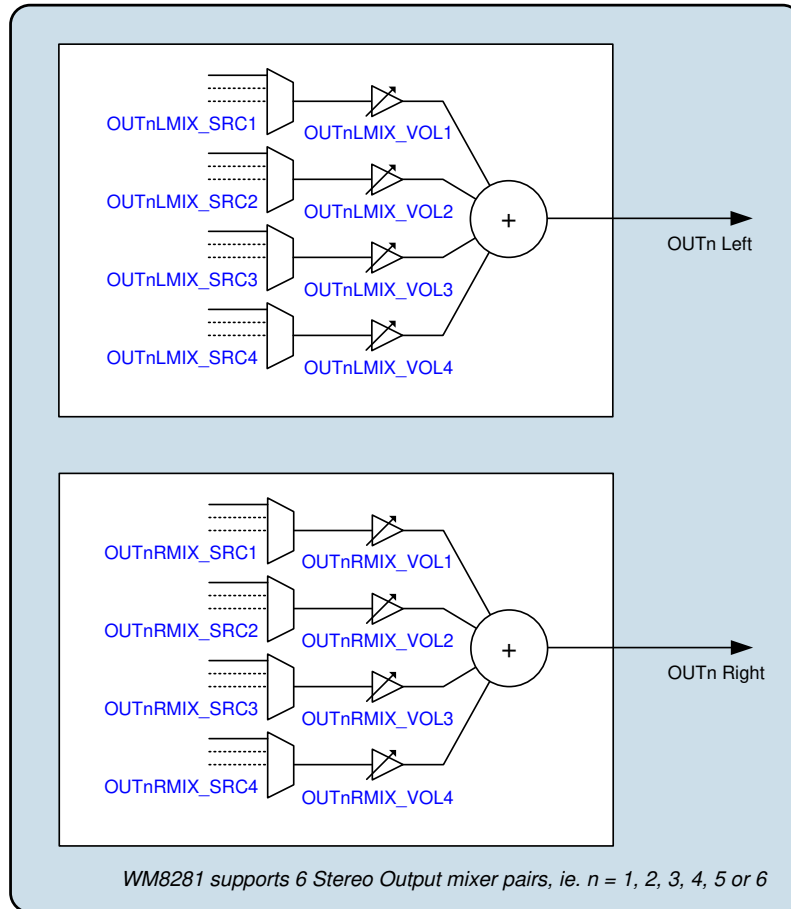 OUTnLMIX_SRC1
OUTnLMIX_VOL1
OUTnLMIX_SRC2
OUTnLMIX_VOL2
+
OUTn Left
OUTnLMIX_SRC3
OUTnLMIX_VOL3
OUTnLMIX_SRC4
OUTnLMIX_VOL4
OUTnRMIX_SRC1
OUTnRMIX_VOL1
OUTnRMIX_SRC2
OUTnRMIX_VOL2
+
OUTn Right
OUTnRMIX_SRC3
OUTnRMIX_VOL3
OUTnRMIX_SRC4
OUTnRMIX_VOL4
WM8281 supports 6 Stereo Output mixer pairs, ie. n = 1, 2, 3, 4, 5 or 6